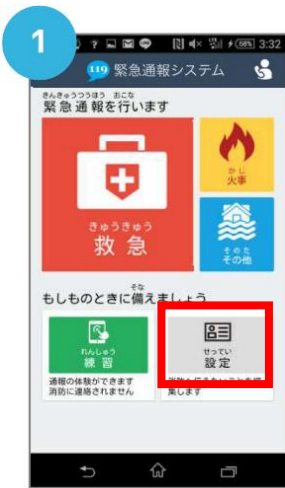 1
68% 3:32
119 緊急通報システム
きんきゅうつうほう おこな
緊急通報を行います
きゅうきゅう
救急
かじ
火事
そのた
その他
そな
もしものときに備えましょう
れんしゅう
練習
通報の体験ができます
消防に連絡されません
せってい
設定
集します